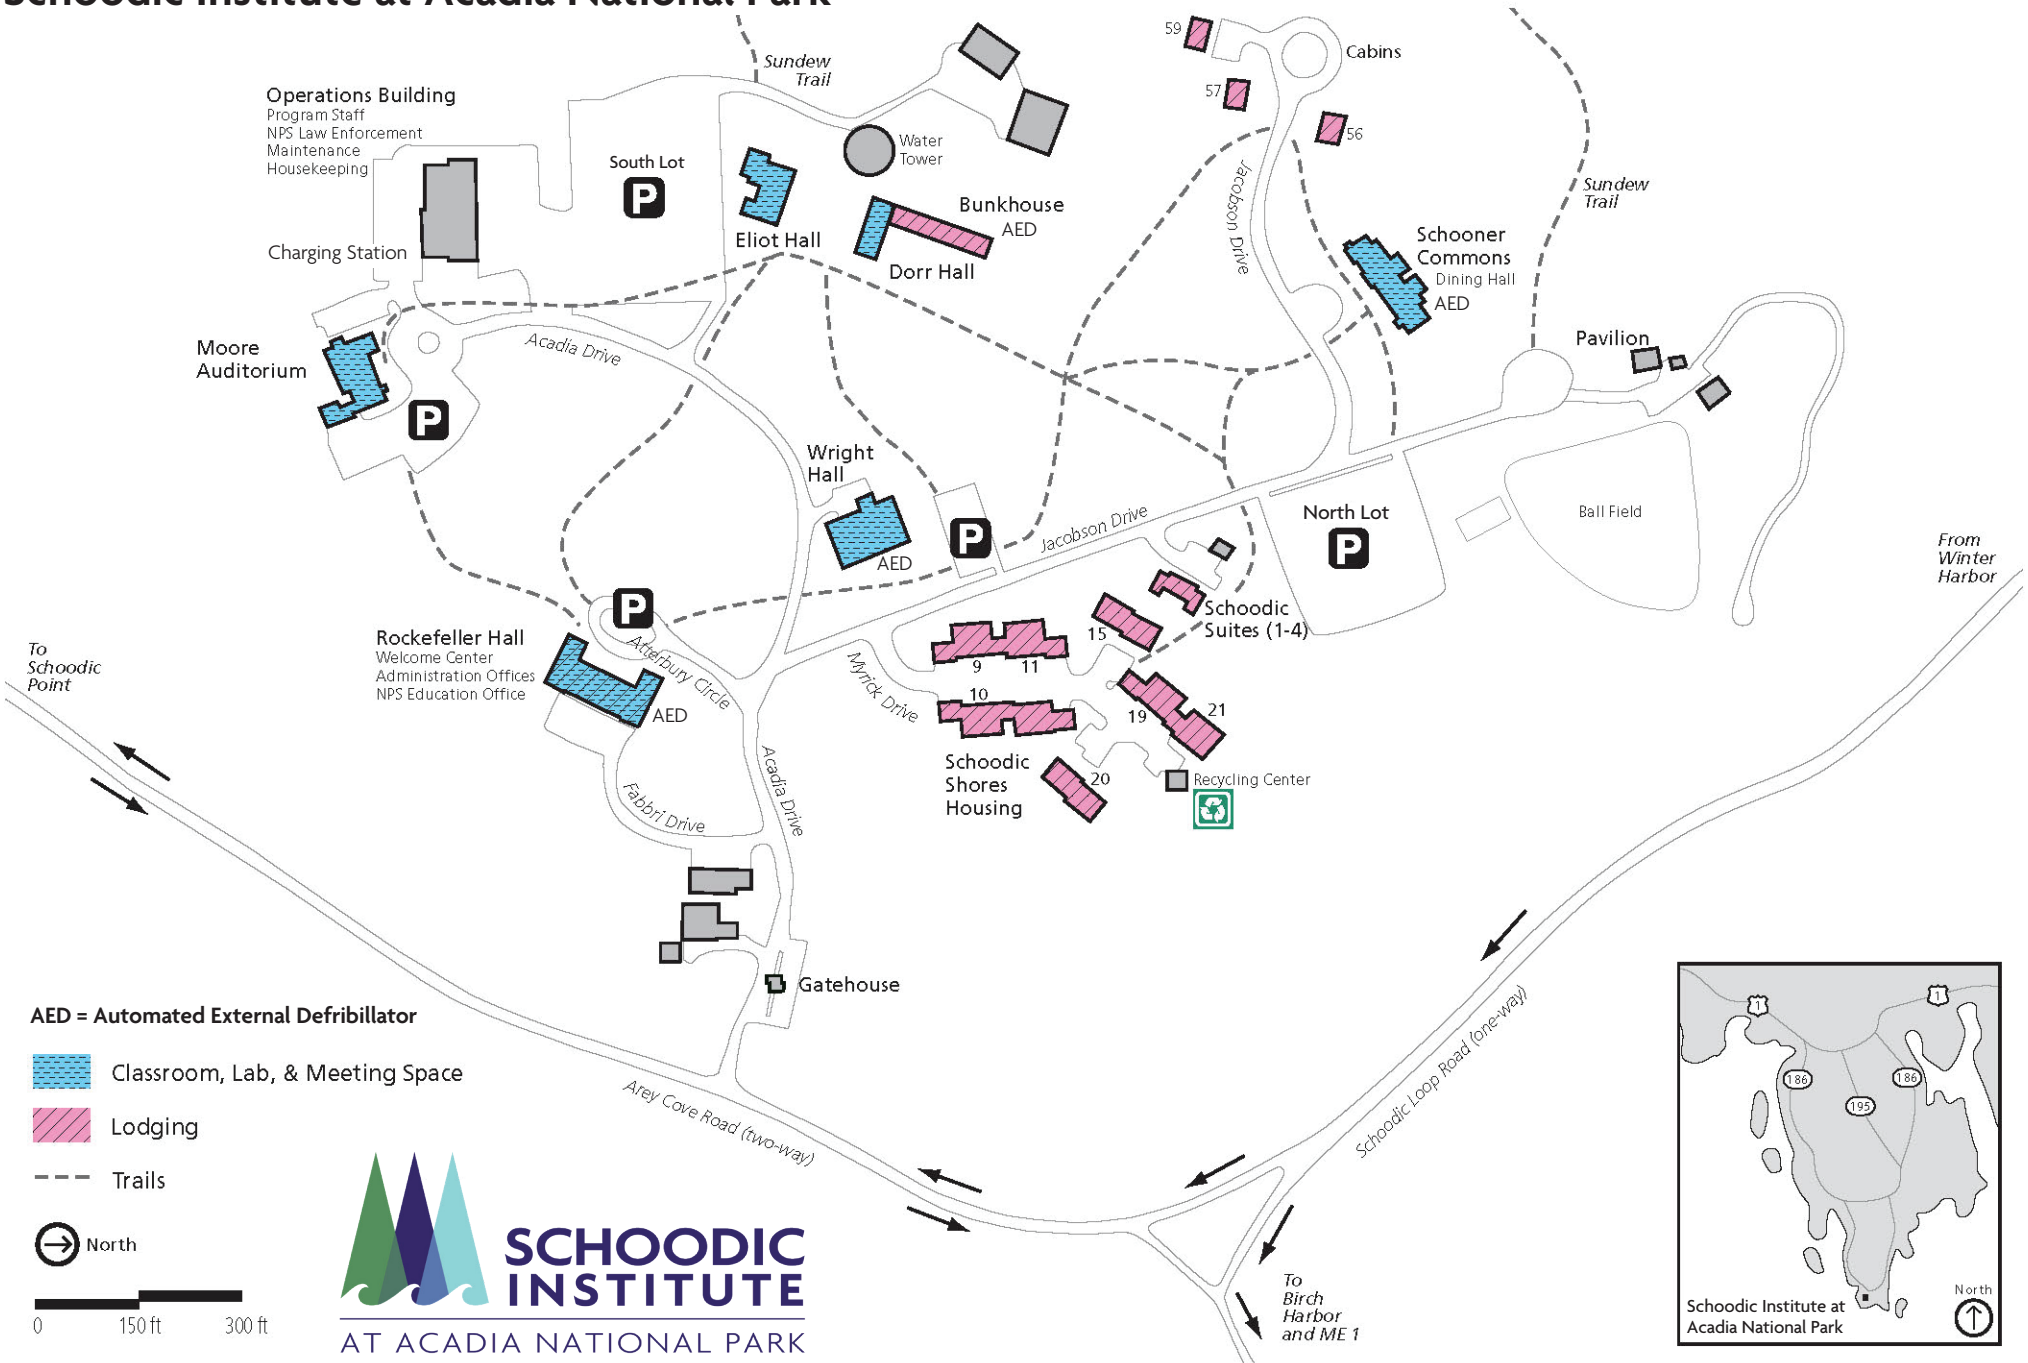 Schoodic Institute at Acadia National Park
Sundew
Trail
59
Cabins
57
56
Operations Building
Program Staff
NPS Law Enforcement
Maintenance
Housekeeping
South Lot
P
Water
Tower
Bunkhouse
AED
Eliot Hall
Dorr Hall
Charging Station
Jacobson Drive
Sundew
Trail
Schooner
Commons
Dining Hall
AED
Pavilion
Moore
Auditorium
P
Acadia Drive
Wright
Hall
AED
P
Jacobson Drive
North Lot
P
Ball Field
From
Winter
Harbor
P
Atterbury Circle
Rockefeller Hall
Welcome Center
Administration Offices
NPS Education Office
AED
To
Schoodic
Point
Myrick Drive
9
11
10
15
Schoodic
Suites (1-4)
19
21
20
Schoodic
Shores
Housing
Recycling Center
Fabbri Drive
Acadia Drive
Gatehouse
AED = Automated External Defribillator
Classroom, Lab, & Meeting Space
Lodging
Trails
North
0
150 ft
300 ft
Arey Cove Road (two-way)
Schoodic Loop Road (one-way)
To
Birch
Harbor
and ME 1
SCHOODIC
INSTITUTE
AT ACADIA NATIONAL PARK
1
1
186
186
195
Schoodic Institute at
Acadia National Park
North